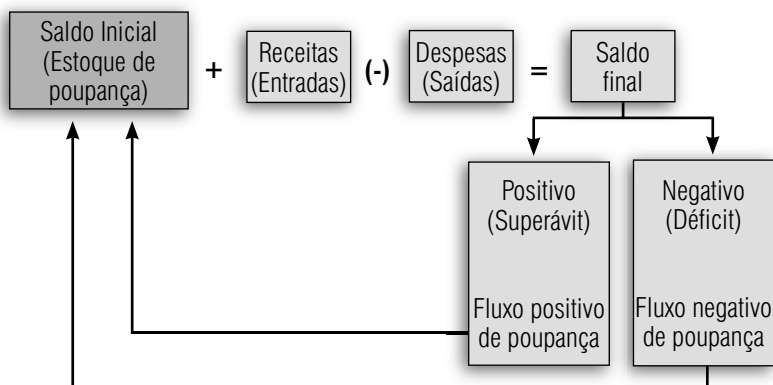 Saldo Inicial
(Estoque de
poupança)
+
Receitas
(Entradas)
(-)
Despesas
(Saídas)
=
Saldo
final
Positivo
(Superávit)
Fluxo positivo
de poupança
Negativo
(Déficit)
Fluxo negativo
de poupança